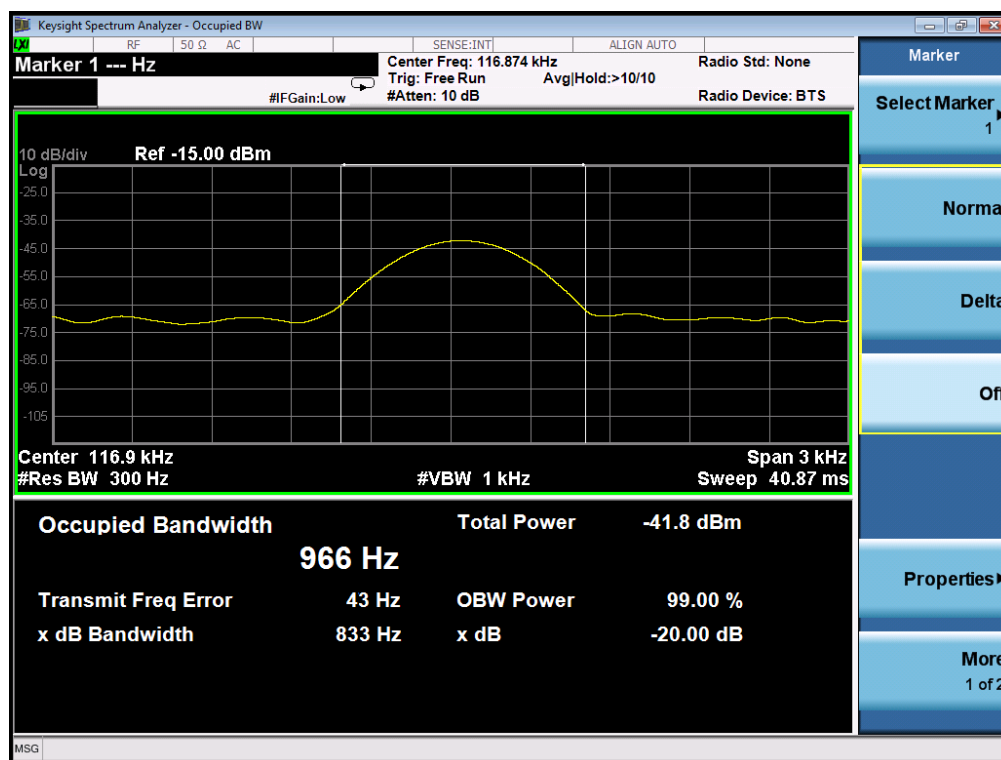 Keysight Spectrum Analyzer - Occupied BW
LXI RF 50 Ω AC SENSE:INT ALIGN AUTO
Marker 1 --- Hz
Center Freq: 116.874 kHz Radio Std: None
Trig: Free Run Avg|Hold:>10/10
#IFGain:Low #Atten: 10 dB Radio Device: BTS
10 dB/div Ref -15.00 dBm
Log
-25.0
-35.0
-45.0
-55.0
-65.0
-75.0
-85.0
-95.0
-105
Center 116.9 kHz Span 3 kHz
#Res BW 300 Hz #VBW 1 kHz Sweep 40.87 ms
Occupied Bandwidth Total Power -41.8 dBm
966 Hz
Transmit Freq Error 43 Hz OBW Power 99.00 %
x dB Bandwidth 833 Hz x dB -20.00 dB
MSG
Marker
Select Marker
1
Norma
Delta
Off
Properties
More
1 of 2